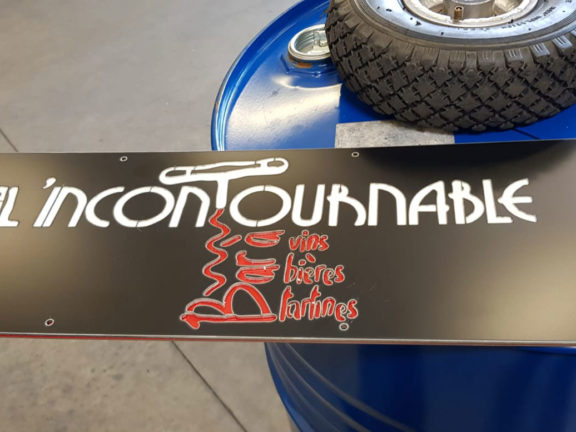 L'INCONTOURNABLE
Bar à
vins
bières
tartines